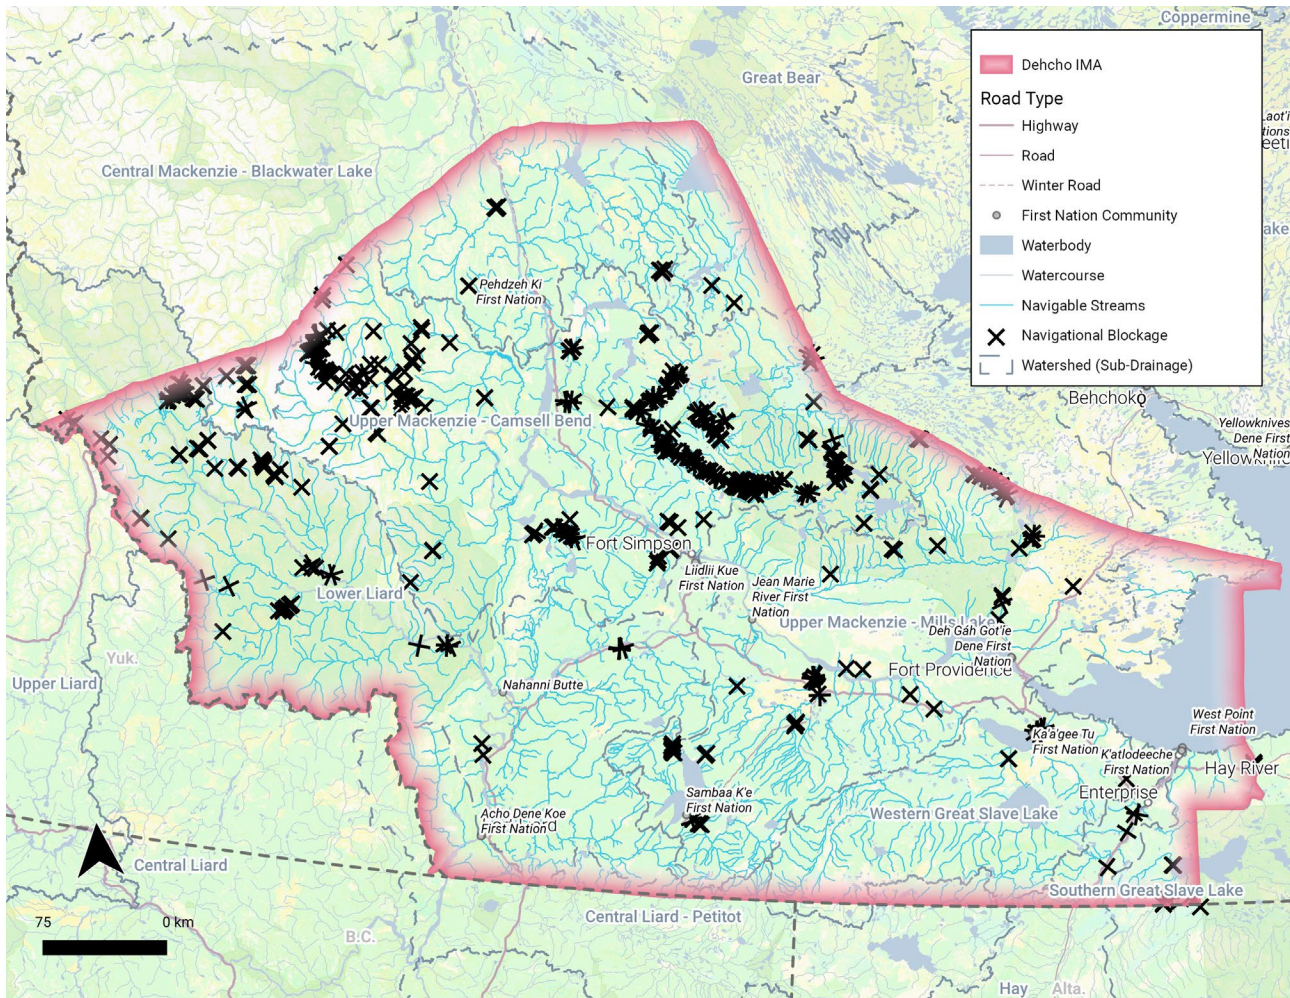 Coppermine
Great Bear
Dehcho IMA
Road Type
Highway
Road
Winter Road
First Nation Community
Waterbody
Watercourse
Navigable Streams
Navigational Blockage
Watershed (Sub-Drainage)
Central Mackenzie - Blackwater Lake
Pehdzeh Ki
First Nation
Behchokǫ
Yellowknives
Dene First
Nation
Upper Mackenzie - Camsell Bend
Fort Simpson
Liidlii Kue
First Nation
Jean Marie
River First
Nation
Lower Liard
Upper Mackenzie - Mills Lake
Deh Gáh Got'ie
Dene First
Nation
Fort Providence
Yuk.
Upper Liard
Nahanni Butte
West Point
First Nation
Ka'a'gee Tu
First Nation
K'atlodeeche
First Nation
Hay River
Enterprise
Sambaa K'e
First Nation
Acho Dene Koe
First Nation
Western Great Slave Lake
Central Liard
Southern Great Slave Lake
Central Liard - Petitot
75 0 km
B.C.
Hay Alta.